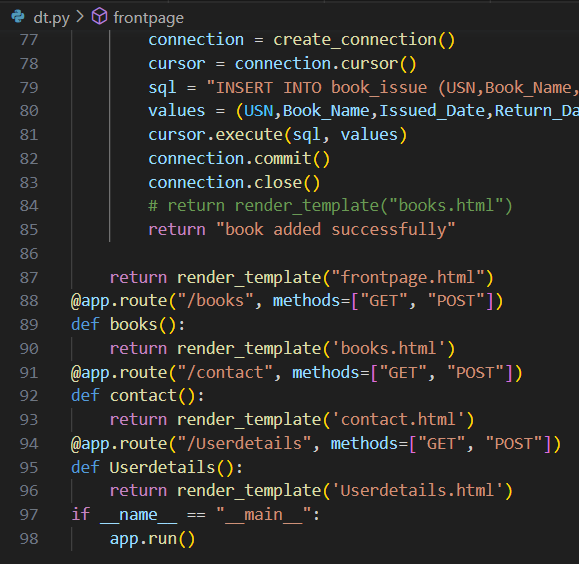 dt.py > frontpage
77 connection = create_connection()
78 cursor = connection.cursor()
79 sql = "INSERT INTO book_issue (USN,Book_Name,
80 values = (USN,Book_Name,Issued_Date,Return_Da
81 cursor.execute(sql, values)
82 connection.commit()
83 connection.close()
84 # return render_template("books.html")
85 return "book added successfully"
86
87 return render_template("frontpage.html")
88 @app.route("/books", methods=["GET", "POST"])
89 def books():
90 return render_template('books.html')
91 @app.route("/contact", methods=["GET", "POST"])
92 def contact():
93 return render_template('contact.html')
94 @app.route("/Userdetails", methods=["GET", "POST"])
95 def Userdetails():
96 return render_template('Userdetails.html')
97 if __name__ == "__main__":
98 app.run()